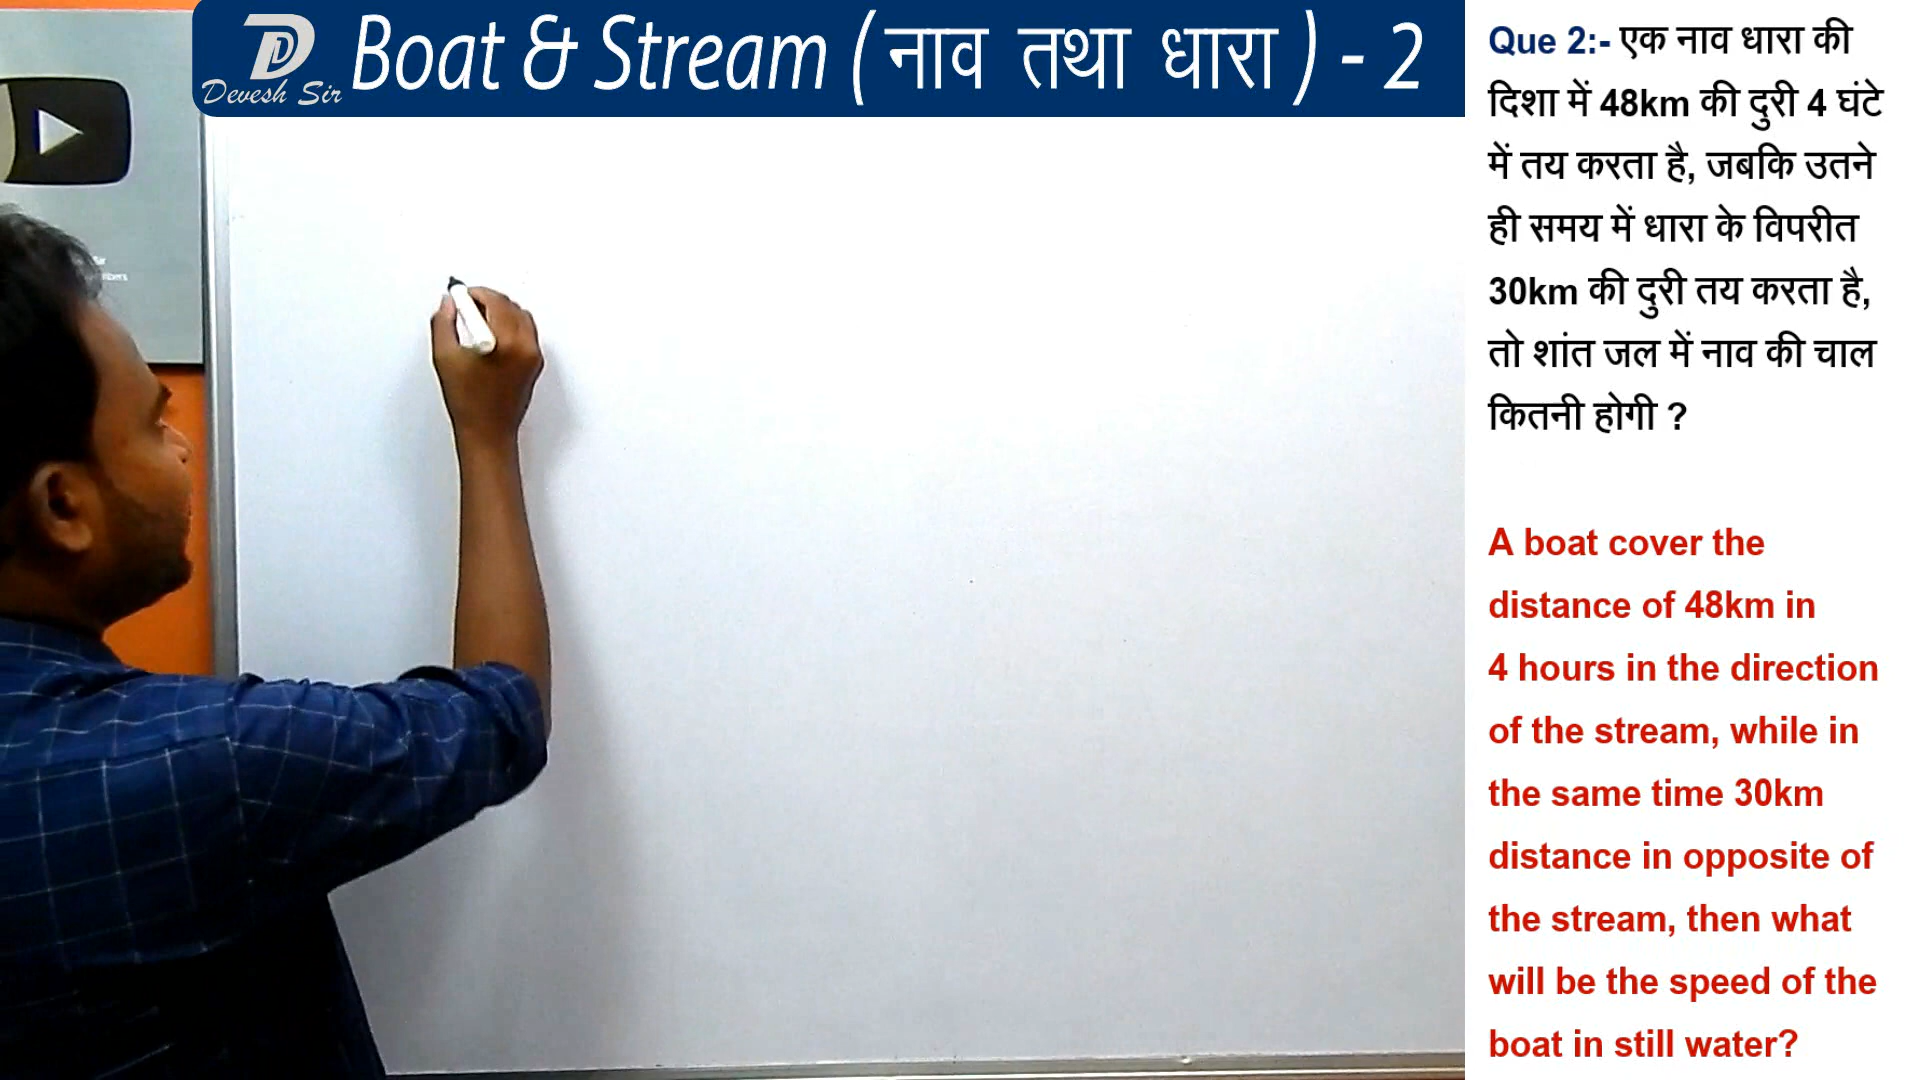 Devesh Sir
Boat & Stream ( नाव तथा धारा ) - 2
Que 2:- एक नाव धारा की
दिशा में 48km की दुरी 4 घंटे
में तय करता है, जबकि उतने
ही समय में धारा के विपरीत
30km की दुरी तय करता है,
तो शांत जल में नाव की चाल
कितनी होगी ?
A boat cover the
distance of 48km in
4 hours in the direction
of the stream, while in
the same time 30km
distance in opposite of
the stream, then what
will be the speed of the
boat in still water?